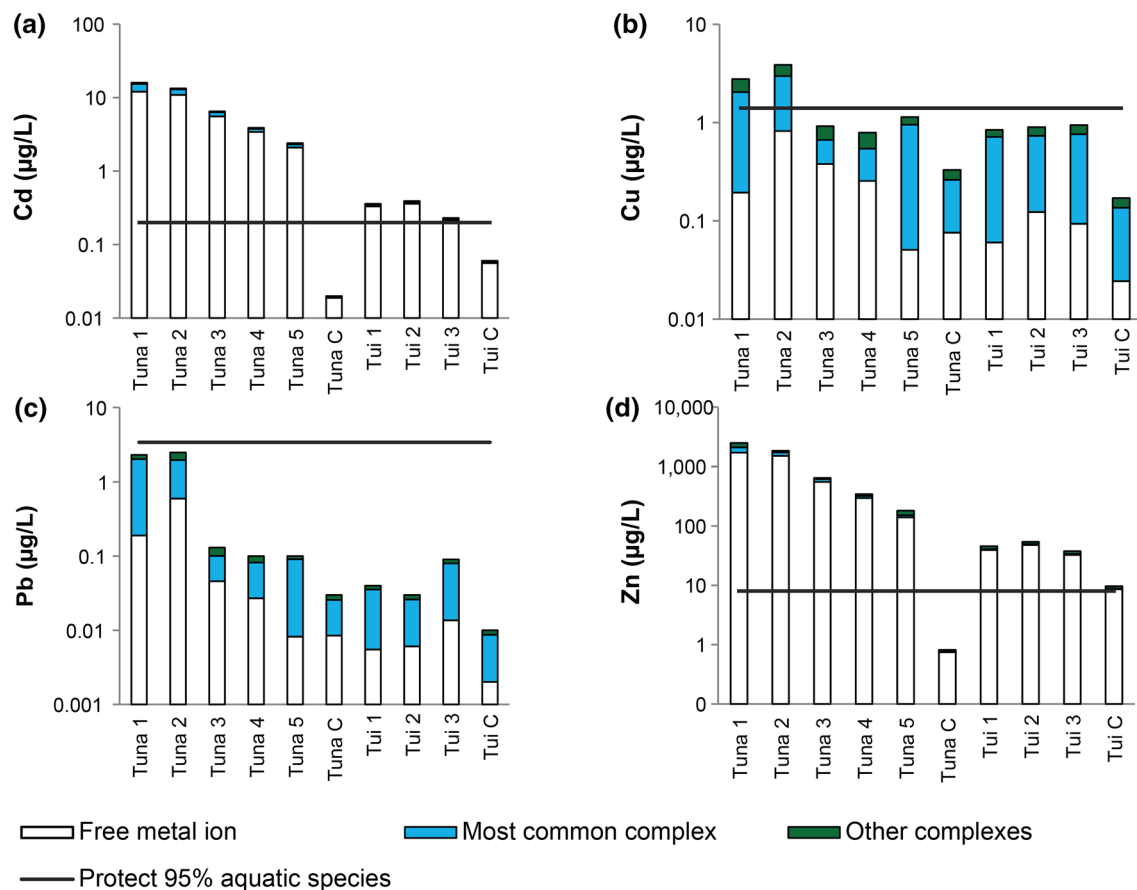 (a)
Cd (µg/L)
100
10
1
0.1
0.01
Tuna 1
Tuna 2
Tuna 3
Tuna 4
Tuna 5
Tuna C
Tui 1
Tui 2
Tui 3
Tui C
(b)
Cu (µg/L)
10
1
0.1
0.01
Tuna 1
Tuna 2
Tuna 3
Tuna 4
Tuna 5
Tuna C
Tui 1
Tui 2
Tui 3
Tui C
(c)
Pb (µg/L)
10
1
0.1
0.01
0.001
Tuna 1
Tuna 2
Tuna 3
Tuna 4
Tuna 5
Tuna C
Tui 1
Tui 2
Tui 3
Tui C
(d)
Zn (µg/L)
10,000
1,000
100
10
1
0
Tuna 1
Tuna 2
Tuna 3
Tuna 4
Tuna 5
Tuna C
Tui 1
Tui 2
Tui 3
Tui C
Free metal ion
Most common complex
Other complexes
Protect 95% aquatic species